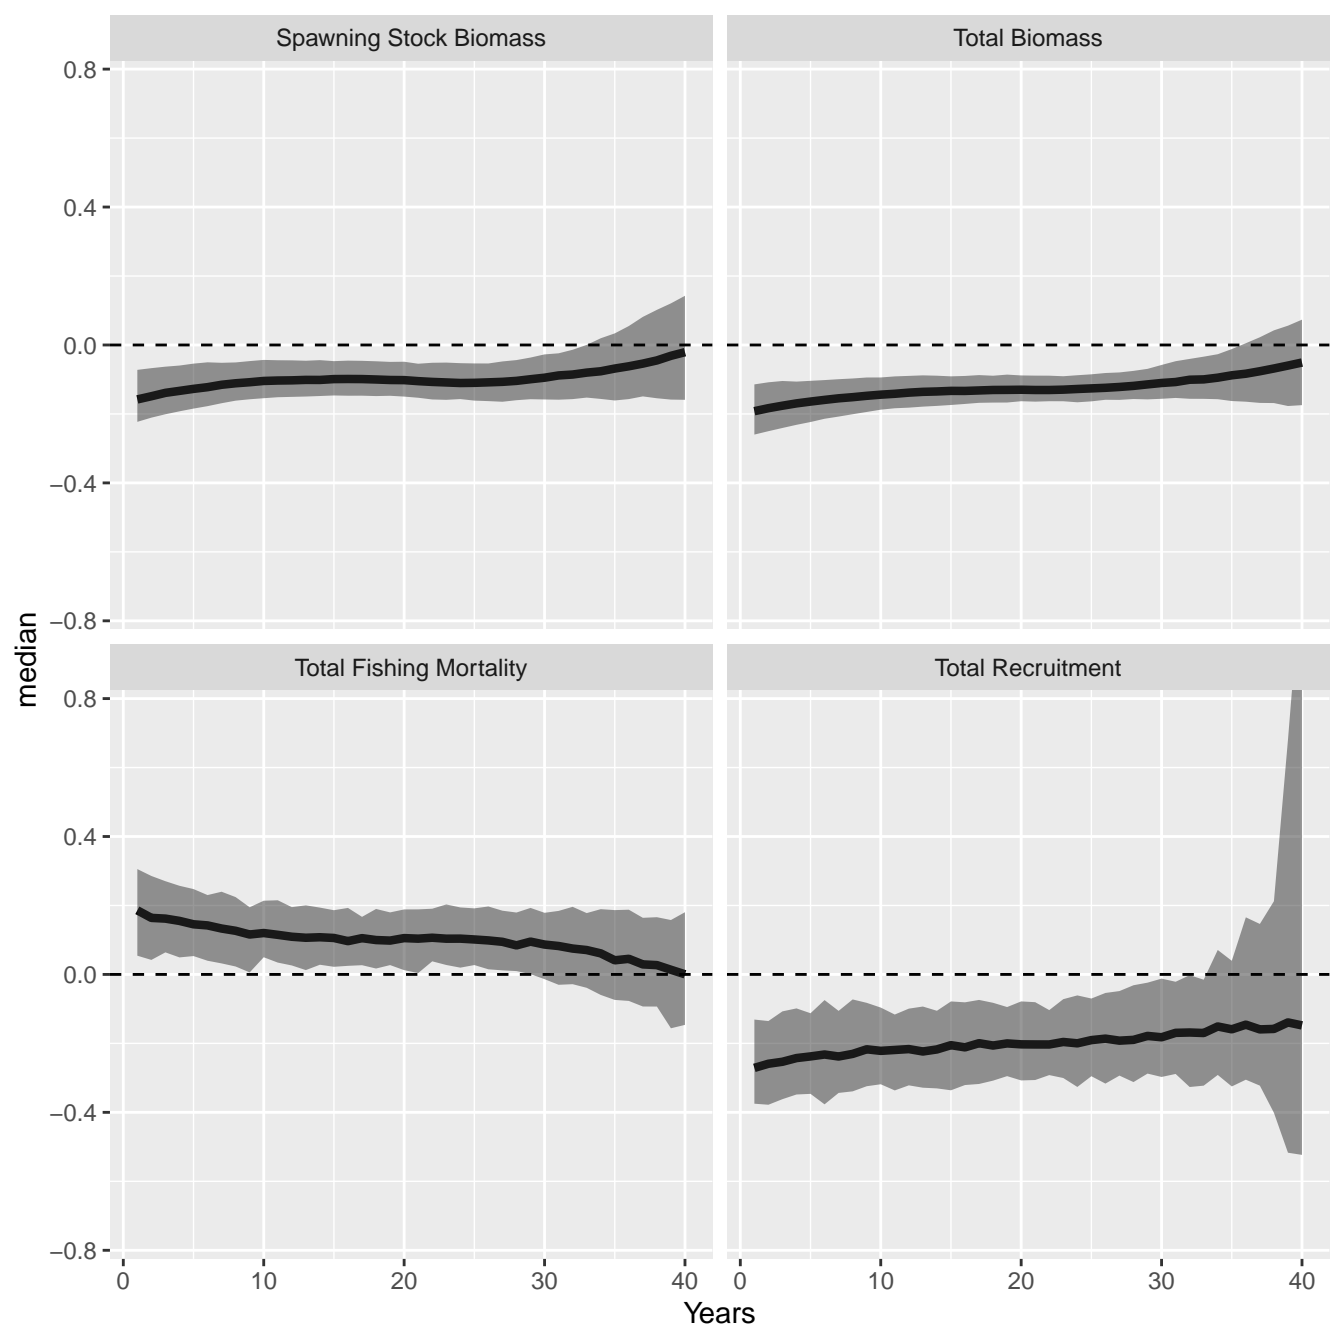 Spawning Stock Biomass
Total Biomass
0.8
0.4
0.0
−0.4
−0.8
median
Total Fishing Mortality
Total Recruitment
0.8
0.4
0.0
−0.4
−0.8
0 10 20 30 40
0 10 20 30 40
Years